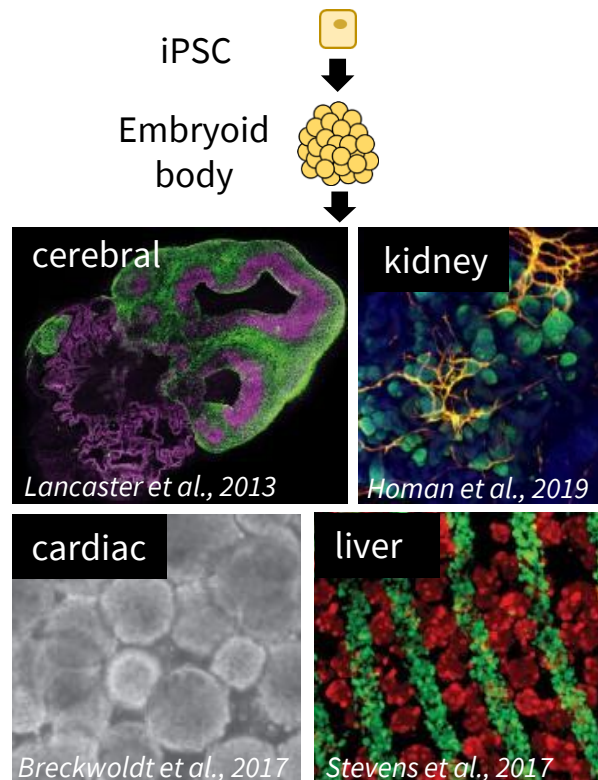 iPSC
Embryoid
body
cerebral
Lancaster et al., 2013
kidney
Homan et al., 2019
cardiac
Breckwoldt et al., 2017
liver
Stevens et al., 2017